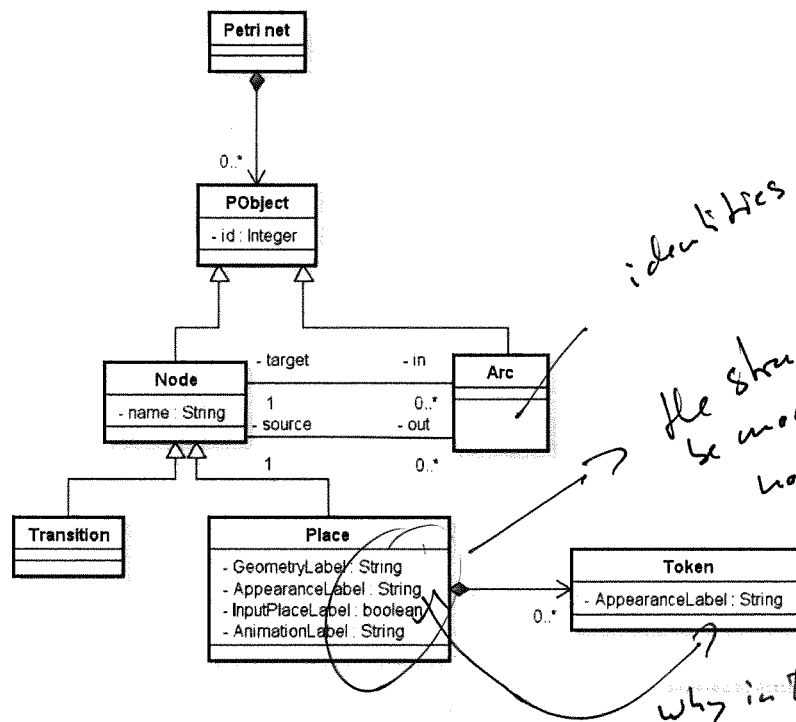 Petri net
0..*
PObject
- id : Integer
identities
- target
- in
Node
Arc
- name : String
1
0..*
- source
- out
1
0..*
the
be
Transition
Place
- GeometryLabel : String
- AppearanceLabel : String
- InputPlaceLabel : boolean
- AnimationLabel : String
0..*
Token
- AppearanceLabel : String
why in